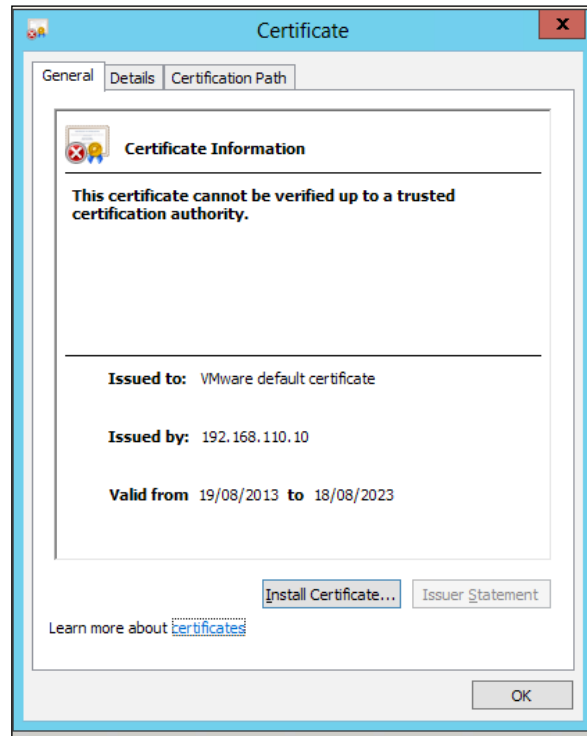 Certificate
x
General Details Certification Path
Certificate Information
This certificate cannot be verified up to a trusted
certification authority.
Issued to: VMware default certificate
Issued by: 192.168.110.10
Valid from 19/08/2013 to 18/08/2023
Install Certificate... Issuer Statement
Learn more about certificates
OK